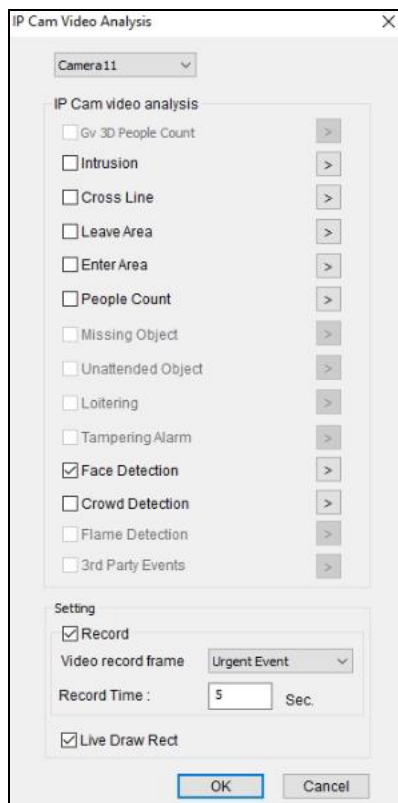 IP Cam Video Analysis
Camera11
IP Cam video analysis
Gv 3D People Count >
Intrusion >
Cross Line >
Leave Area >
Enter Area >
People Count >
Missing Object >
Unattended Object >
Loitering >
Tampering Alarm >
Face Detection >
Crowd Detection >
Flame Detection >
3rd Party Events >
Setting
Record
Video record frame Urgent Event
Record Time : 5 Sec.
Live Draw Rect
OK Cancel